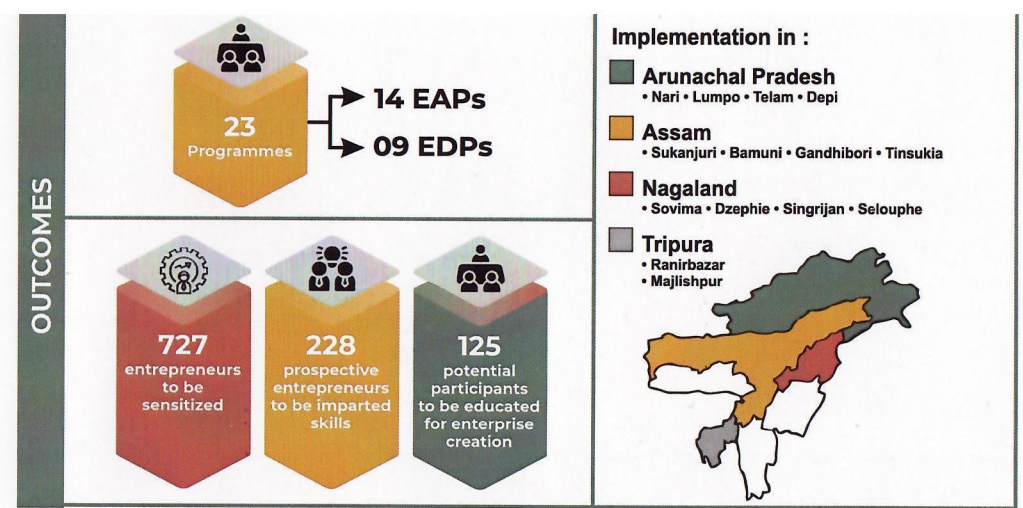 OUTCOMES
23
Programmes
14 EAPs
09 EDPs
727
entrepreneurs
to be
sensitized
228
prospective
entrepreneurs
to be imparted
skills
125
potential
participants
to be educated
for enterprise
creation
Implementation in :
Arunachal Pradesh
• Nari • Lumpo • Telam • Depi
Assam
• Sukanjuri • Bamuni • Gandhibori • Tinsukia
Nagaland
• Sovima • Dzephie • Singrijan • Selouphe
Tripura
• Ranirbazar
• Majlishpur